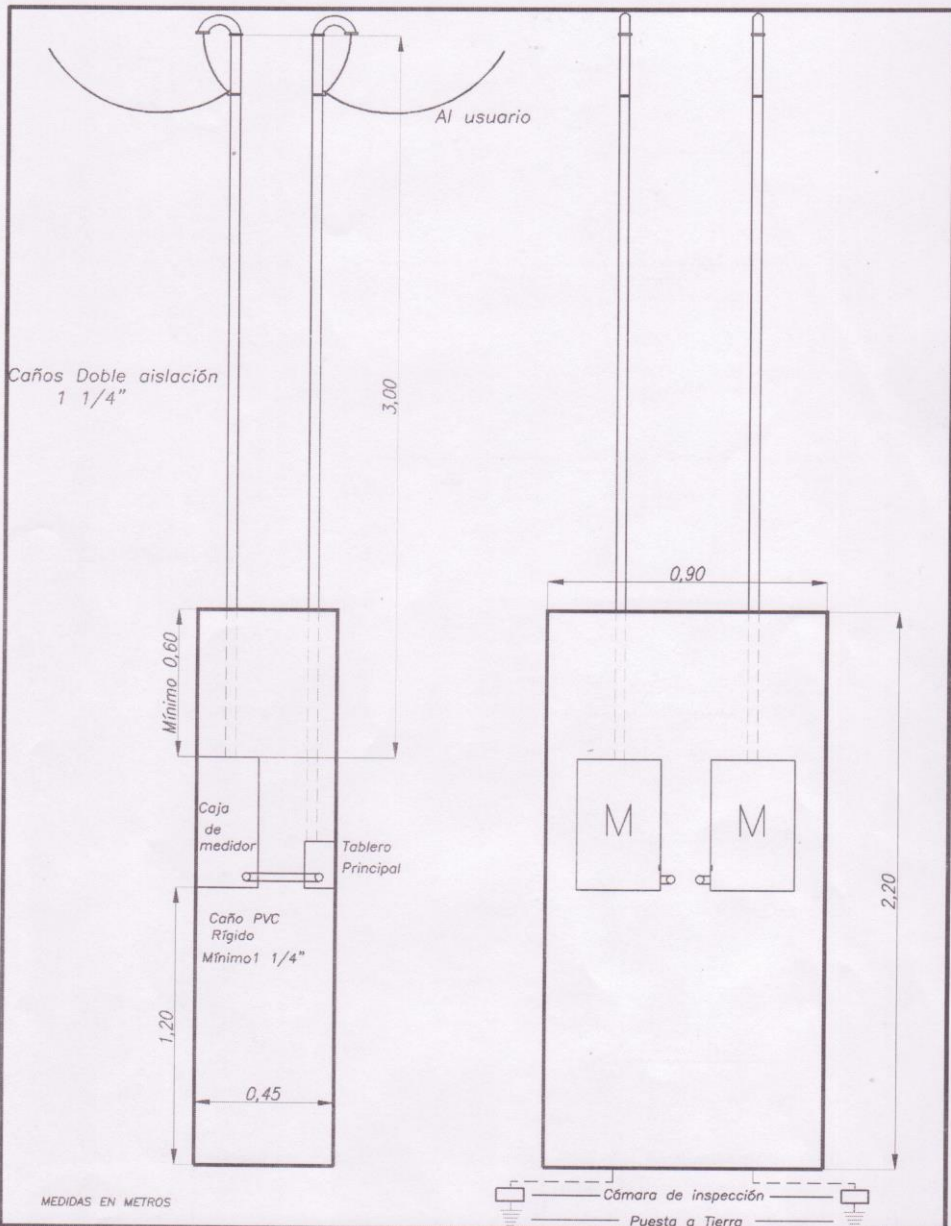 Al usuario
Caños Doble aislación
1 1/4"
3,00
0,90
Mínimo 0,60
Caja
de
medidor
Tablero
Principal
M
M
2,20
Caño PVC
Rígido
Mínimo1 1/4"
1,20
0,45
MEDIDAS EN METROS
Cámara de inspección
Puesta a Tierra